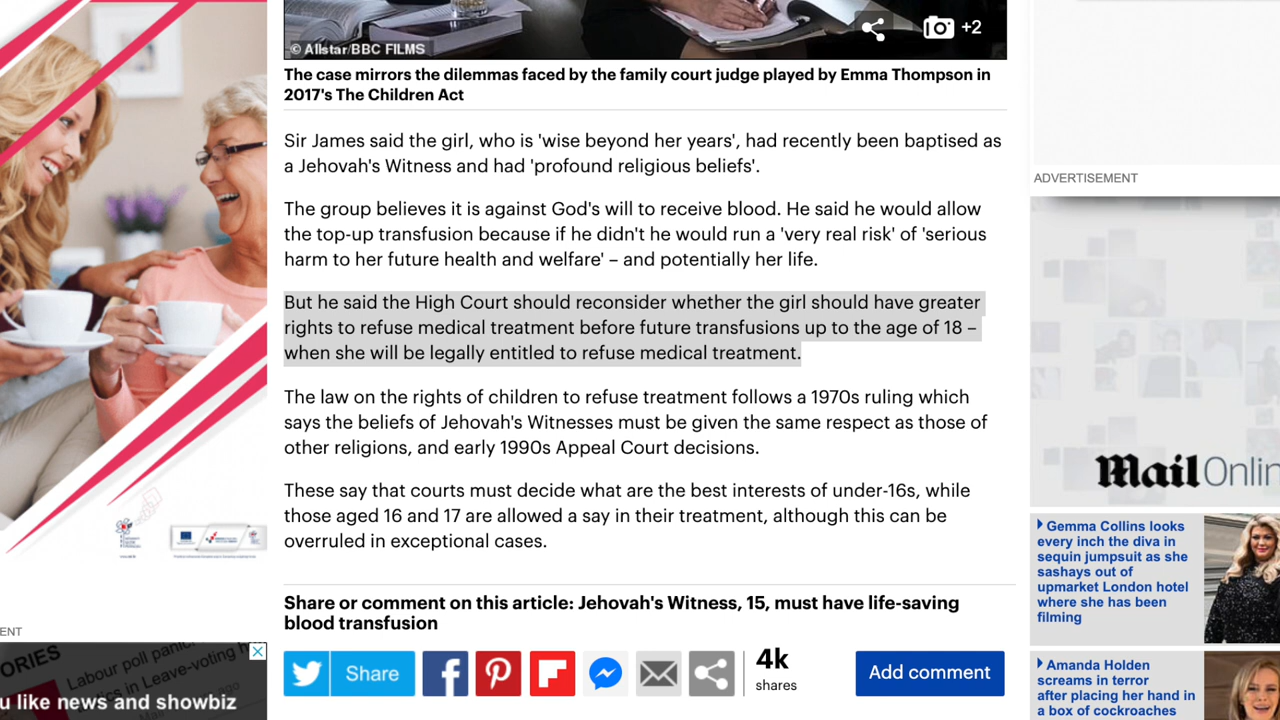 © Allstar/BBC FILMS
+2
The case mirrors the dilemmas faced by the family court judge played by Emma Thompson in
2017's The Children Act
Sir James said the girl, who is 'wise beyond her years', had recently been baptised as
a Jehovah's Witness and had 'profound religious beliefs'.
The group believes it is against God's will to receive blood. He said he would allow
the top-up transfusion because if he didn't he would run a 'very real risk' of 'serious
harm to her future health and welfare' – and potentially her life.
But he said the High Court should reconsider whether the girl should have greater
rights to refuse medical treatment before future transfusions up to the age of 18 –
when she will be legally entitled to refuse medical treatment.
The law on the rights of children to refuse treatment follows a 1970s ruling which
says the beliefs of Jehovah's Witnesses must be given the same respect as those of
other religions, and early 1990s Appeal Court decisions.
These say that courts must decide what are the best interests of under-16s, while
those aged 16 and 17 are allowed a say in their treatment, although this can be
overruled in exceptional cases.
Share or comment on this article: Jehovah's Witness, 15, must have life-saving
blood transfusion
Share
4k
shares
Add comment
ENT
ORIES
Labour poll panic
in Leave-voting h
ago
u like news and showbiz
ADVERTISEMENT
Mail Onlin
Gemma Collins looks
every inch the diva in
sequin jumpsuit as she
sashays out of
upmarket London hotel
where she has been
filming
Amanda Holden
screams in terror
after placing her hand in
a box of cockroaches